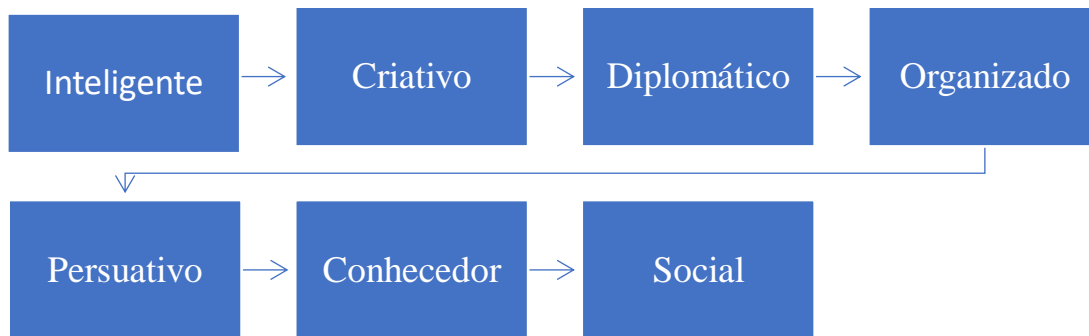 Inteligente
Criativo
Diplomático
Organizado
Persuativo
Conhecedor
Social